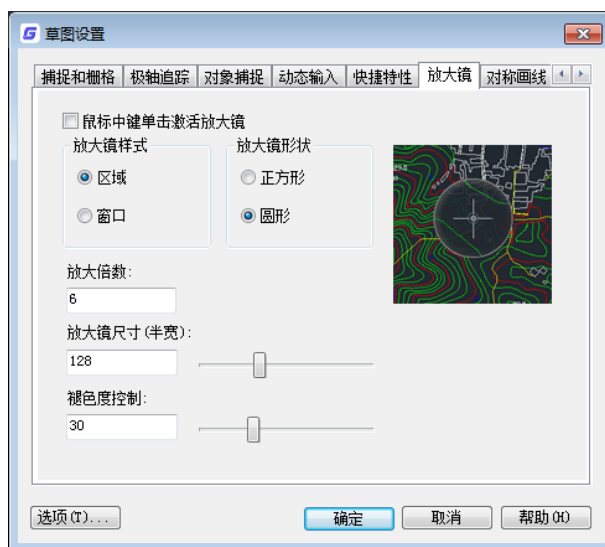 草图设置
捕捉和栅格 极轴追踪 对象捕捉 动态输入 快捷特性 放大镜 对称画线
鼠标中键单击激活放大镜
放大镜样式 放大镜形状
区域 正方形
窗口 圆形
放大倍数:
6
放大镜尺寸(半宽):
128
褪色度控制:
30
选项(T)... 确定 取消 帮助(H)